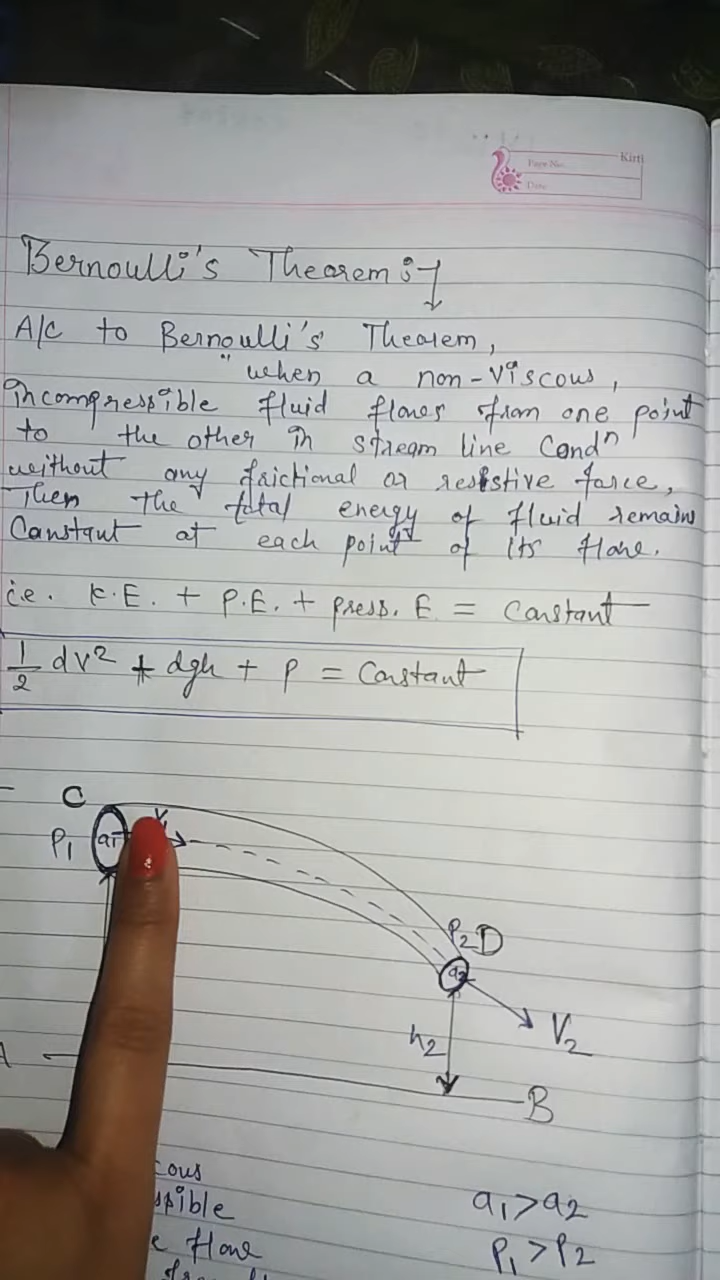 Kirti
Page No.
Date
Bernoulli's Theorem :-
A/c to Bernoulli's Theorem,
"when a non-viscous,
incompressible fluid flows from one point
to the other in stream line Condⁿ
without any frictional or resistive force,
Then the total energy of fluid remains
Constant at each point of its flow.
i.e. K.E. + P.E. + press. E = Constant
1/2 dv² + dgh + P = Constant
C
P₁ a₁ V₁
P₂ D
a₂
h₂ V₂
A B
cous
ssible a₁>a₂
e flow P₁>P₂